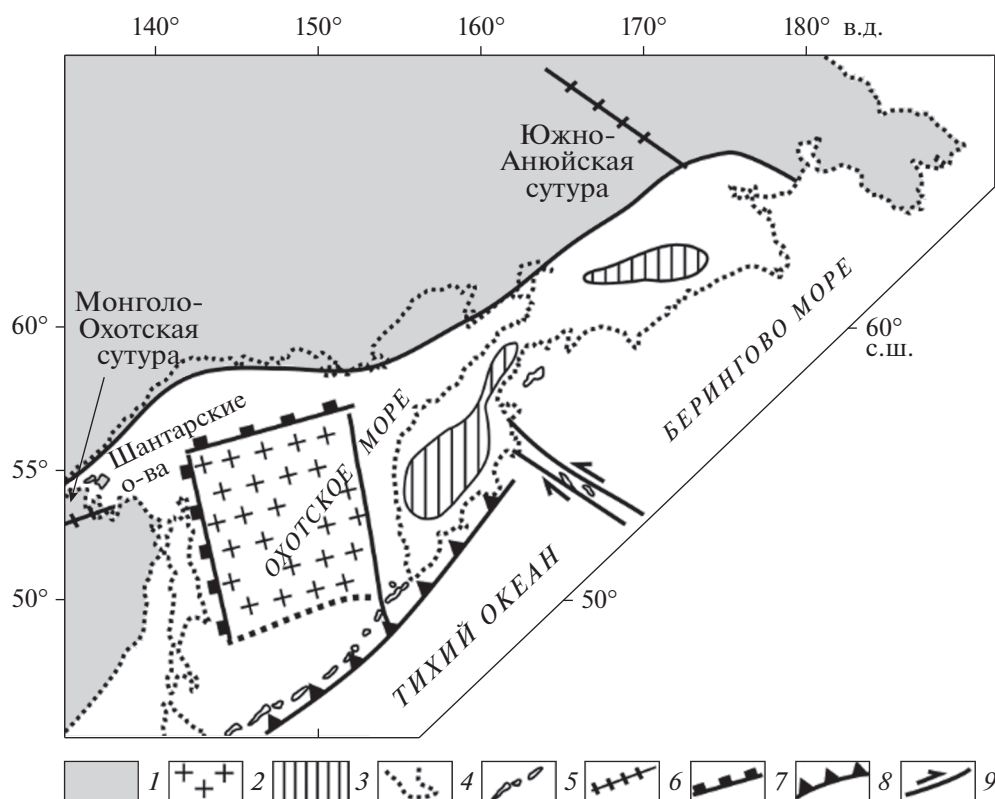 140° 150° 160° 170° 180° в.д.
Южно-
Анюйская
сутура
Монголо-
Охотская
сутура
60°
Шантарские
о-ва
55°
50°
ОХОТСКОЕ МОРЕ
БЕРИНГОВО МОРЕ
60°
с.ш.
ТИХИЙ ОКЕАН
50°
1 2 3 4 5 6 7 8 9